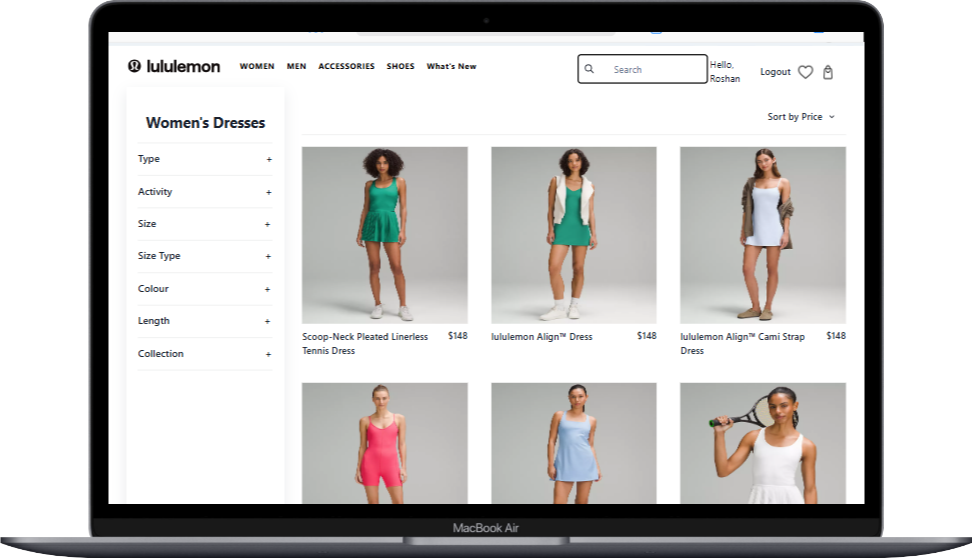 lululemon
WOMEN MEN ACCESSORIES SHOES What's New
Search
Hello,
Roshan
Logout
Women's Dresses
Sort by Price
Type +
Activity +
Size +
Size Type +
Colour +
Length +
Collection +
Scoop-Neck Pleated Linerless $148
Tennis Dress
lululemon Align™ Dress $148
lululemon Align™ Cami Strap $148
Dress
MacBook Air